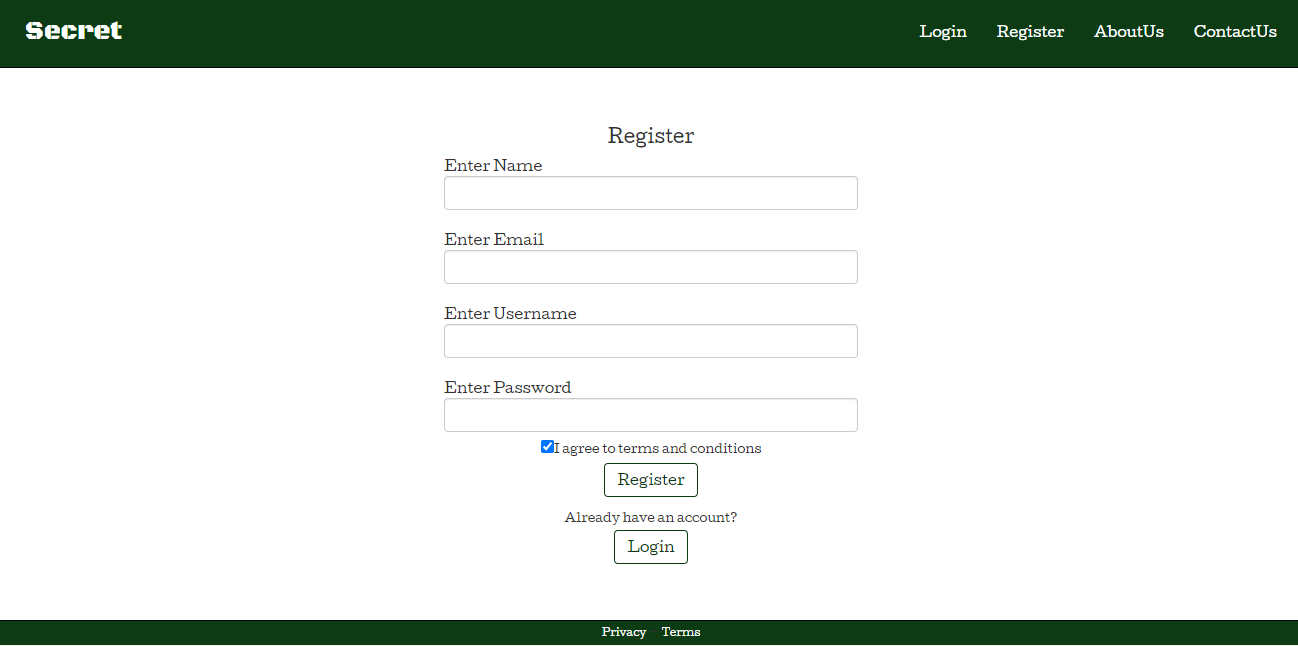 Secret
Login Register AboutUs ContactUs
Register
Enter Name
Enter Email
Enter Username
Enter Password
I agree to terms and conditions
Register
Already have an account?
Login
Privacy Terms